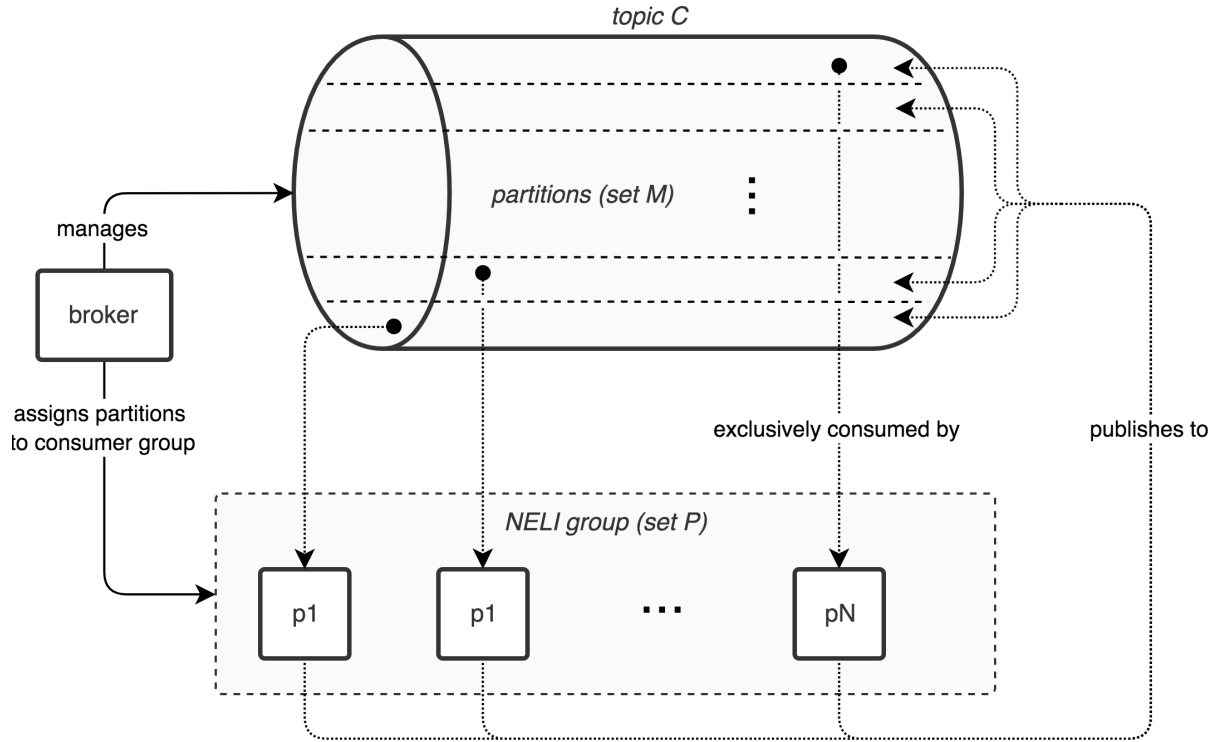 topic C
partitions (set M)
manages
broker
assigns partitions
to consumer group
exclusively consumed by
publishes to
NELI group (set P)
p1
p1
pN